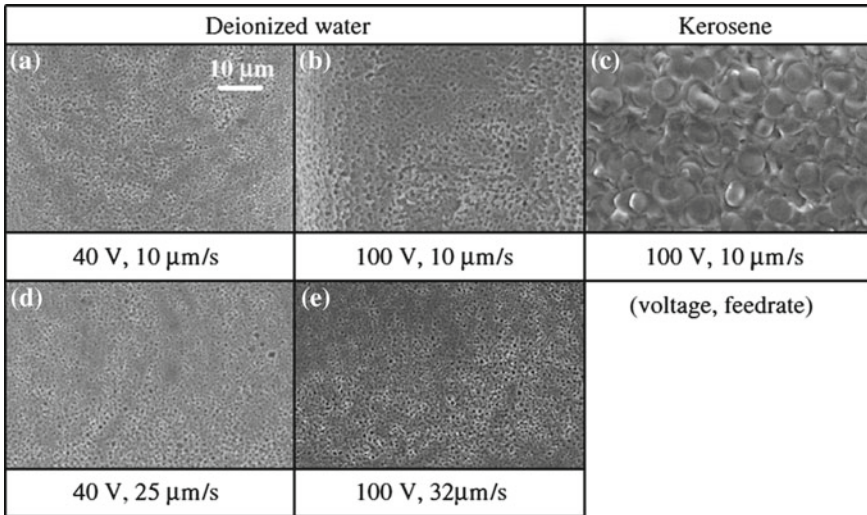 Deionized water
Kerosene
(a)
10 μm
(b)
(c)
40 V, 10 μm/s
100 V, 10 μm/s
100 V, 10 μm/s
(d)
(e)
(voltage, feedrate)
40 V, 25 μm/s
100 V, 32μm/s